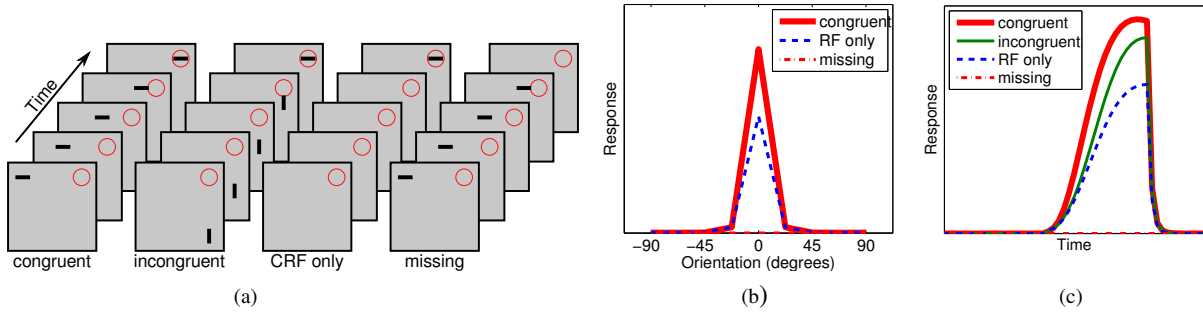 Time
congruent
incongruent
CRF only
missing
(a)
Response
congruent
RF only
missing
−90
−45
0
45
90
Orientation (degrees)
(b)
Response
congruent
incongruent
RF only
missing
Time
(c)